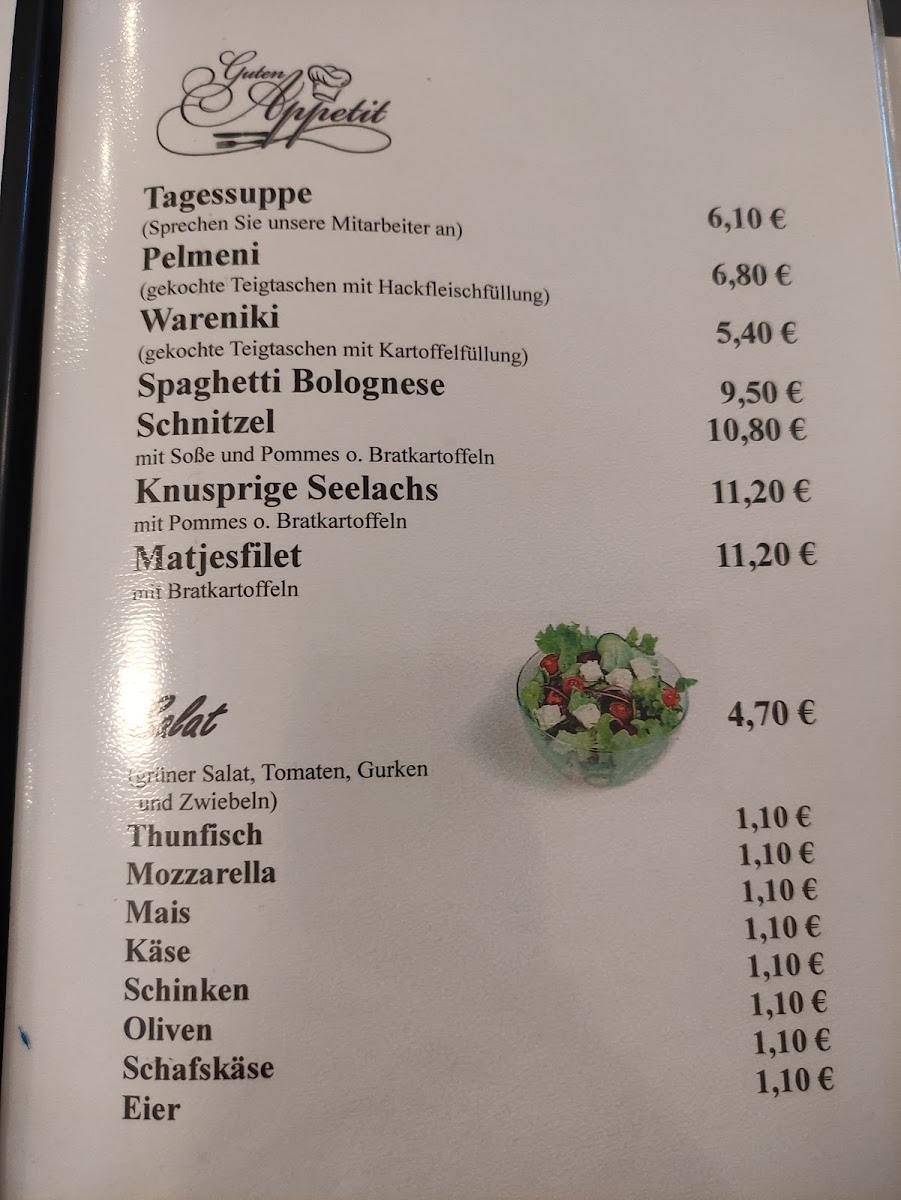 Guten
Appetit
Tagessuppe 6,10 €
(Sprechen Sie unsere Mitarbeiter an)
Pelmeni 6,80 €
(gekochte Teigtaschen mit Hackfleischfüllung)
Wareniki 5,40 €
(gekochte Teigtaschen mit Kartoffelfüllung)
Spaghetti Bolognese 9,50 €
Schnitzel 10,80 €
mit Soße und Pommes o. Bratkartoffeln
Knusprige Seelachs 11,20 €
mit Pommes o. Bratkartoffeln
Matjesfilet 11,20 €
mit Bratkartoffeln
Salat 4,70 €
(grüner Salat, Tomaten, Gurken
und Zwiebeln)
Thunfisch 1,10 €
Mozzarella 1,10 €
Mais 1,10 €
Käse 1,10 €
Schinken 1,10 €
Oliven 1,10 €
Schafskäse 1,10 €
Eier 1,10 €